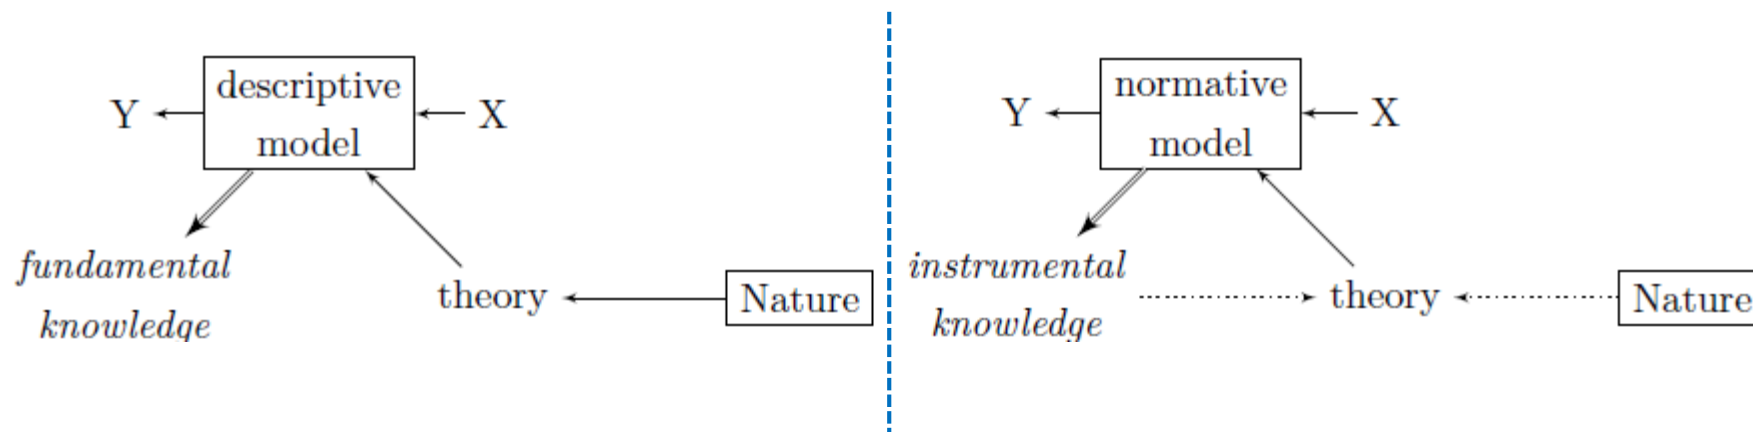 descriptive
model
Y
X
fundamental
knowledge
theory
Nature
normative
model
Y
X
instrumental
knowledge
theory
Nature